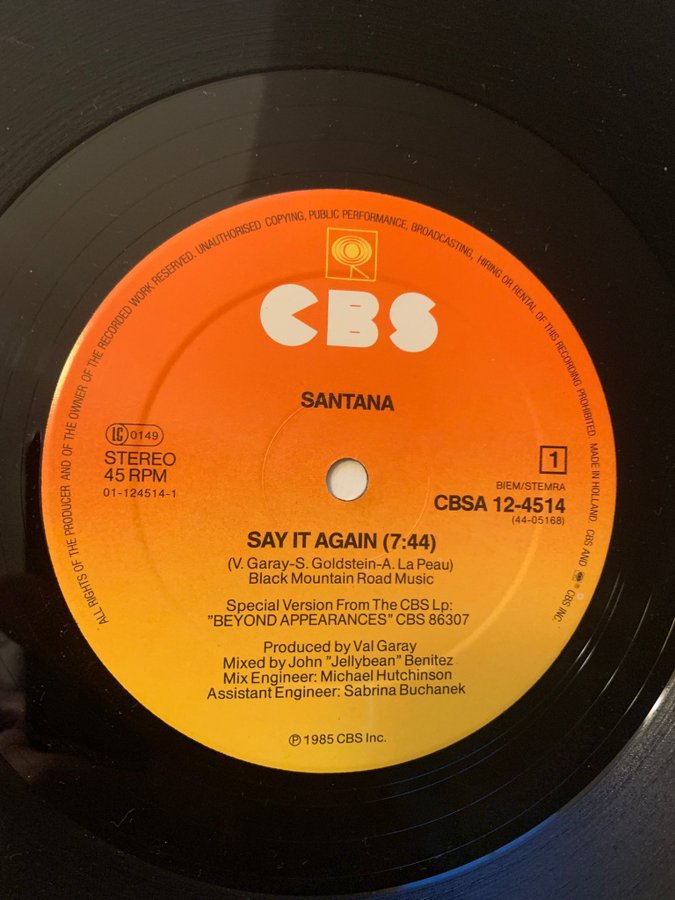 ALL RIGHTS OF THE PRODUCER AND OF THE OWNER OF THE RECORDED WORK RESERVED. UNAUTHORISED COPYING, PUBLIC PERFORMANCE, BROADCASTING, HIRING OR RENTAL OF THIS RECORDING PROHIBITED. MADE IN HOLLAND. CBS AND CBS INC.
CBS
SANTANA
LC 0149
STEREO
45 RPM
01-124514-1
1
BIEM/STEMRA
CBSA 12-4514
(44-05168)
SAY IT AGAIN (7:44)
(V. Garay-S. Goldstein-A. La Peau)
Black Mountain Road Music
Special Version From The CBS Lp:
"BEYOND APPEARANCES" CBS 86307
Produced by Val Garay
Mixed by John "Jellybean" Benitez
Mix Engineer: Michael Hutchinson
Assistant Engineer: Sabrina Buchanek
℗ 1985 CBS Inc.